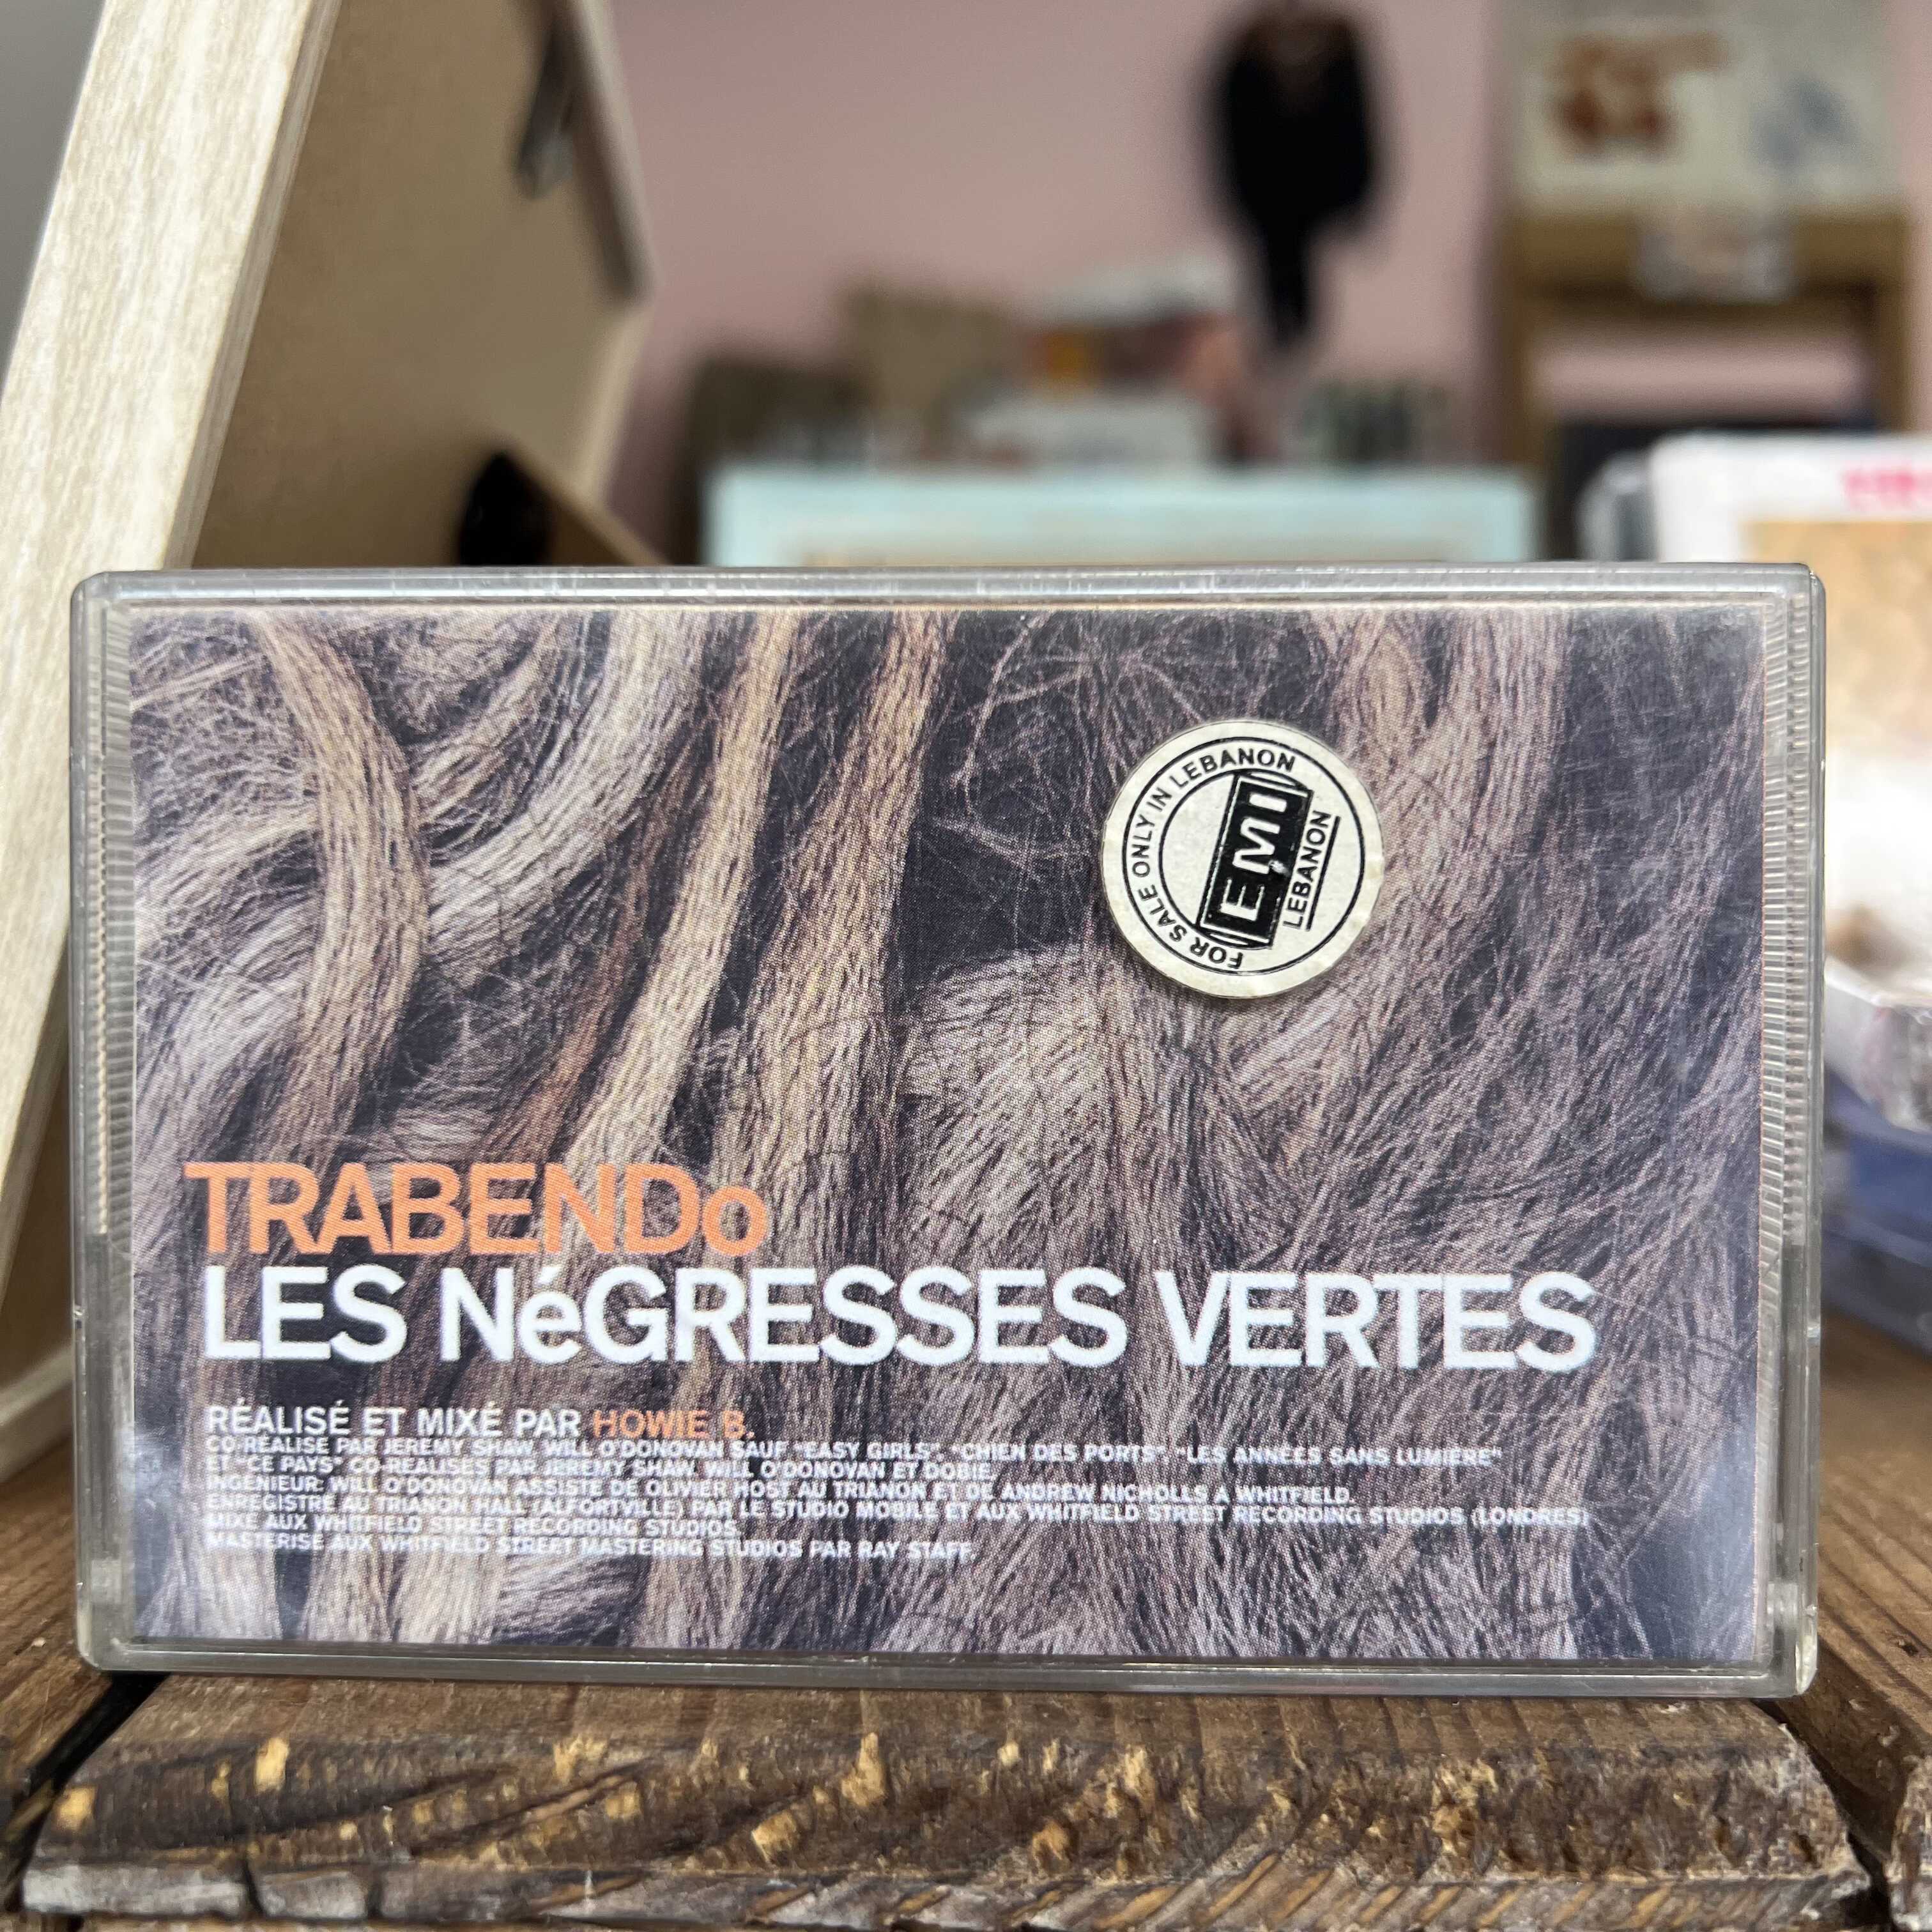 FOR SALE ONLY IN LEBANON
EMI
LEBANON
TRABENDo
LES NéGRESSES VERTES
RÉALISÉ ET MIXÉ PAR HOWIE B.
CO-RÉALISÉ PAR JEREMY SHAW, WILL O'DONOVAN SAUF "EASY GIRLS", "CHIEN DES PORTS", "LES ANNÉES SANS LUMIÈRE"
ET "CE PAYS" CO-RÉALISÉS PAR JEREMY SHAW, WILL O'DONOVAN ET DOBIE.
INGÉNIEUR: WILL O'DONOVAN ASSISTÉ DE OLIVIER HOST AU TRIANON ET DE ANDREW NICHOLLS A WHITFIELD.
ENREGISTRÉ AU TRIANON HALL (ALFORTVILLE) PAR LE STUDIO MOBILE ET AUX WHITFIELD STREET RECORDING STUDIOS (LONDRES)
MIXÉ AUX WHITFIELD STREET RECORDING STUDIOS.
MASTERISÉ AUX WHITFIELD STREET MASTERING STUDIOS PAR RAY STAFF.